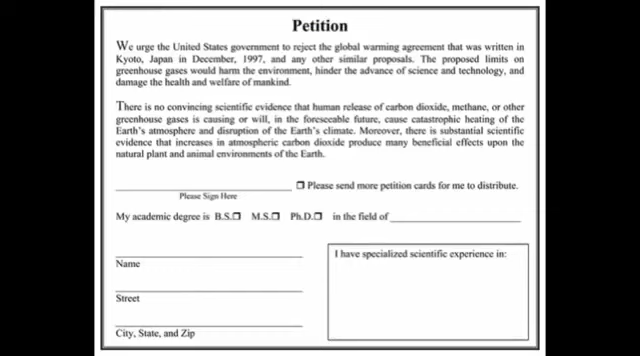 Petition
We urge the United States government to reject the global warming agreement that was written in
Kyoto, Japan in December, 1997, and any other similar proposals. The proposed limits on
greenhouse gases would harm the environment, hinder the advance of science and technology, and
damage the health and welfare of mankind.
There is no convincing scientific evidence that human release of carbon dioxide, methane, or other
greenhouse gases is causing or will, in the foreseeable future, cause catastrophic heating of the
Earth's atmosphere and disruption of the Earth's climate. Moreover, there is substantial scientific
evidence that increases in atmospheric carbon dioxide produce many beneficial effects upon the
natural plant and animal environments of the Earth.
Please send more petition cards for me to distribute.
Please Sign Here
My academic degree is B.S. M.S. Ph.D. in the field of
I have specialized scientific experience in:
Name
Street
City, State, and Zip